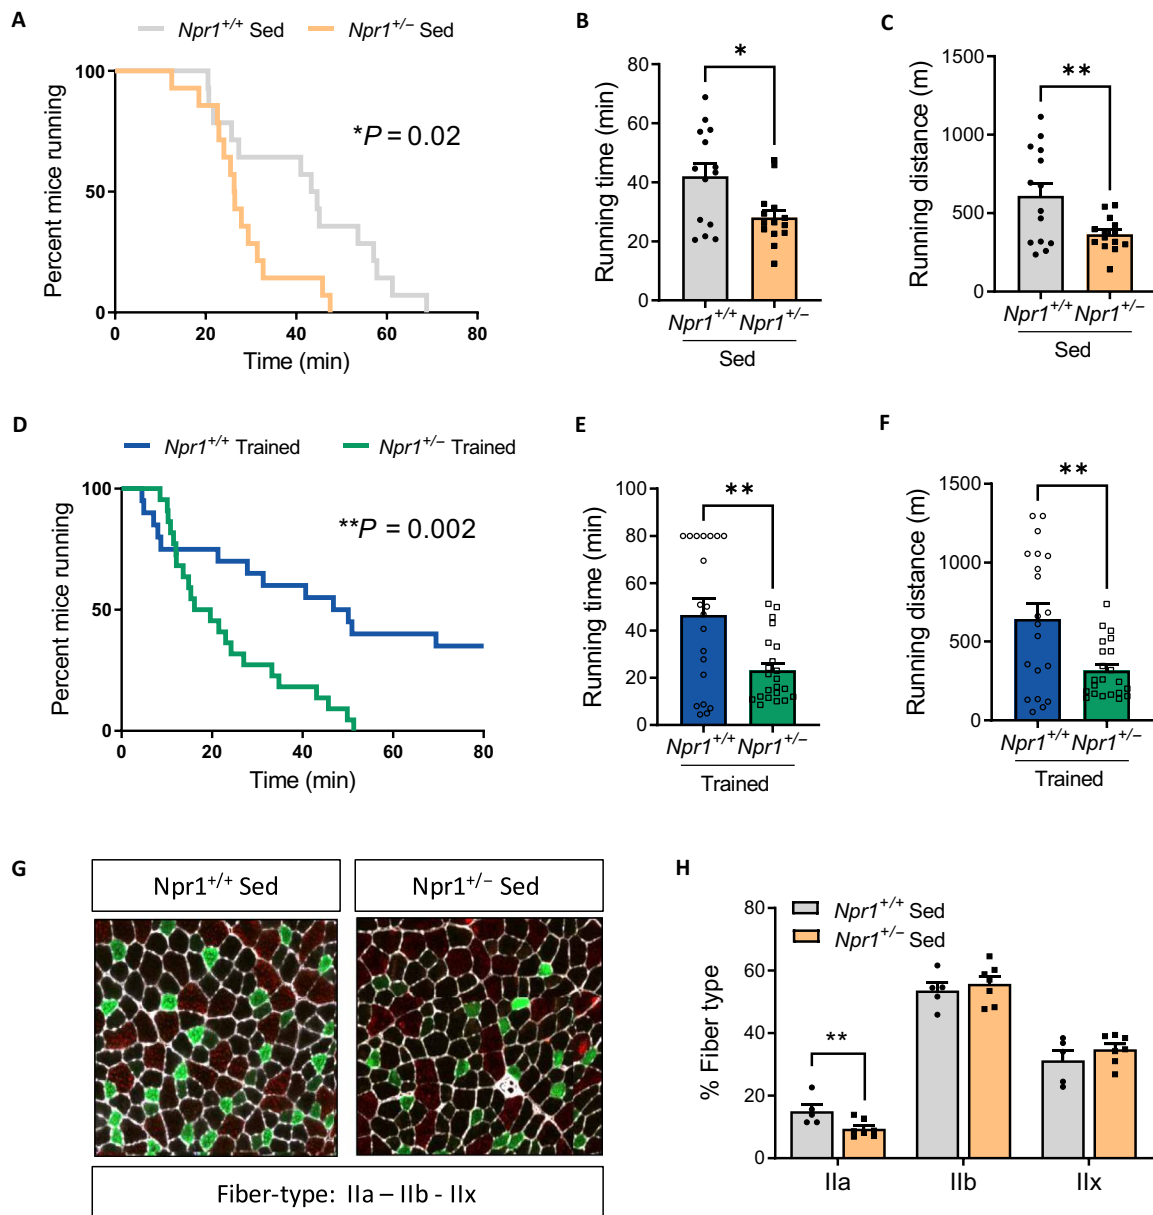 A
Npr1+/+ Sed
Npr1+/− Sed
Percent mice running
100
50
0
*P = 0.02
0 20 40 60 80
Time (min)
B
Running time (min)
80
60
40
20
0
*
Npr1+/+ Npr1+/−
Sed
C
Running distance (m)
1500
1000
500
0
**
Npr1+/+ Npr1+/−
Sed
D
Npr1+/+ Trained
Npr1+/− Trained
Percent mice running
100
50
0
**P = 0.002
0 20 40 60 80
Time (min)
E
Running time (min)
100
80
60
40
20
0
**
Npr1+/+ Npr1+/−
Trained
F
Running distance (m)
1500
1000
500
0
**
Npr1+/+ Npr1+/−
Trained
G
Npr1+/+ Sed
Npr1+/− Sed
Fiber-type: IIa – IIb - IIx
H
Npr1+/+ Sed
Npr1+/− Sed
% Fiber type
80
60
40
20
0
**
IIa IIb IIx